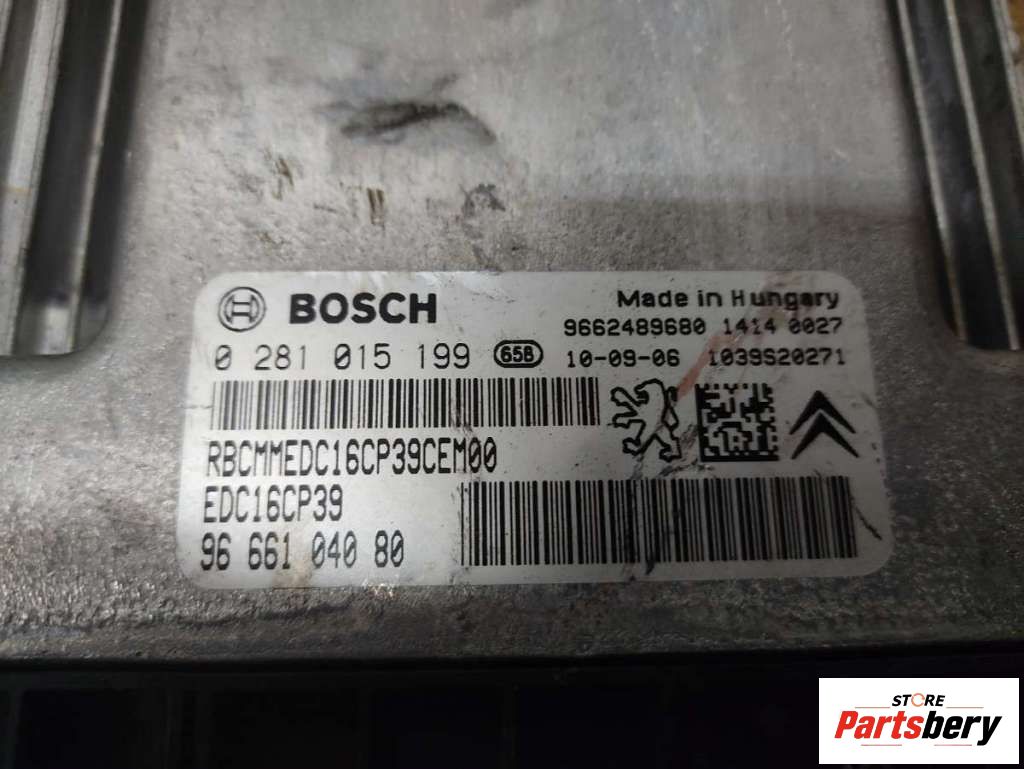 BOSCH
Made in Hungary
9662489680 1414 0027
0 281 015 199 65B
10-09-06 1039S20271
RBCMMEDC16CP39CEM00
EDC16CP39
96 661 040 80
STORE
Partsbery